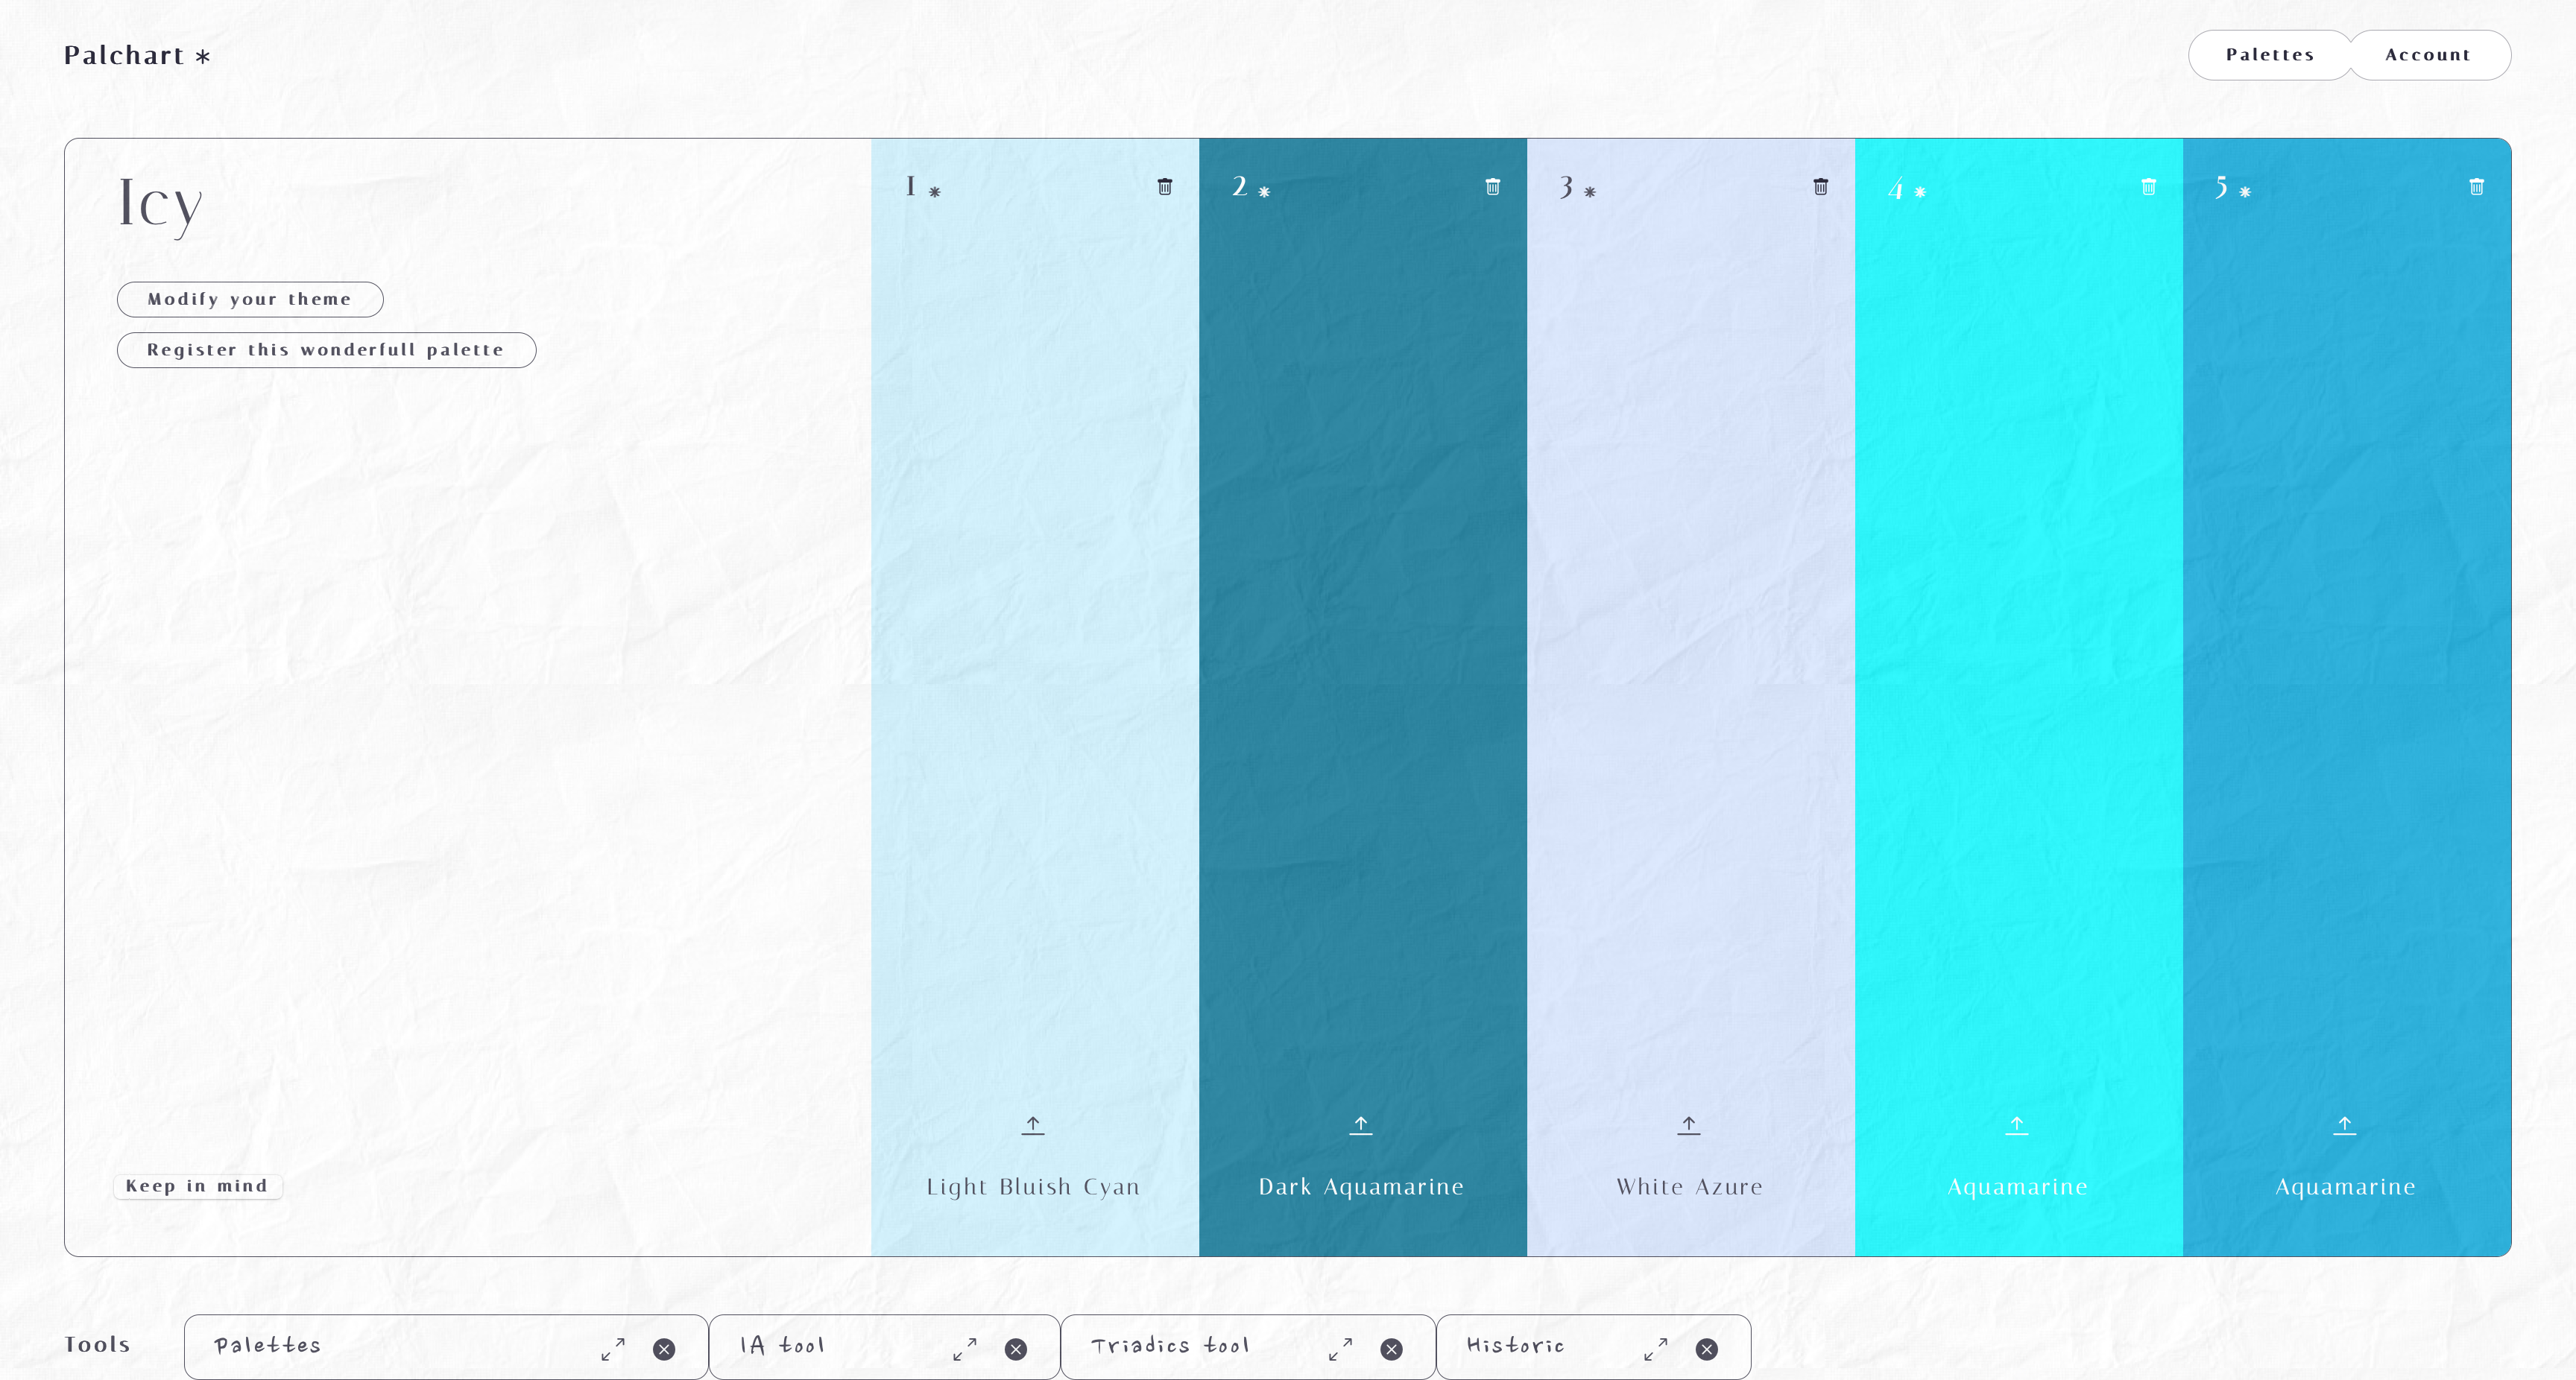 Palchart *
Palettes
Account
Icy
Modify your theme
Register this wonderfull palette
Keep in mind
1 *
2 *
3 *
4 *
5 *
Light Bluish Cyan
Dark Aquamarine
White Azure
Aquamarine
Aquamarine
Tools
Palettes
IA tool
Triadics tool
Historic